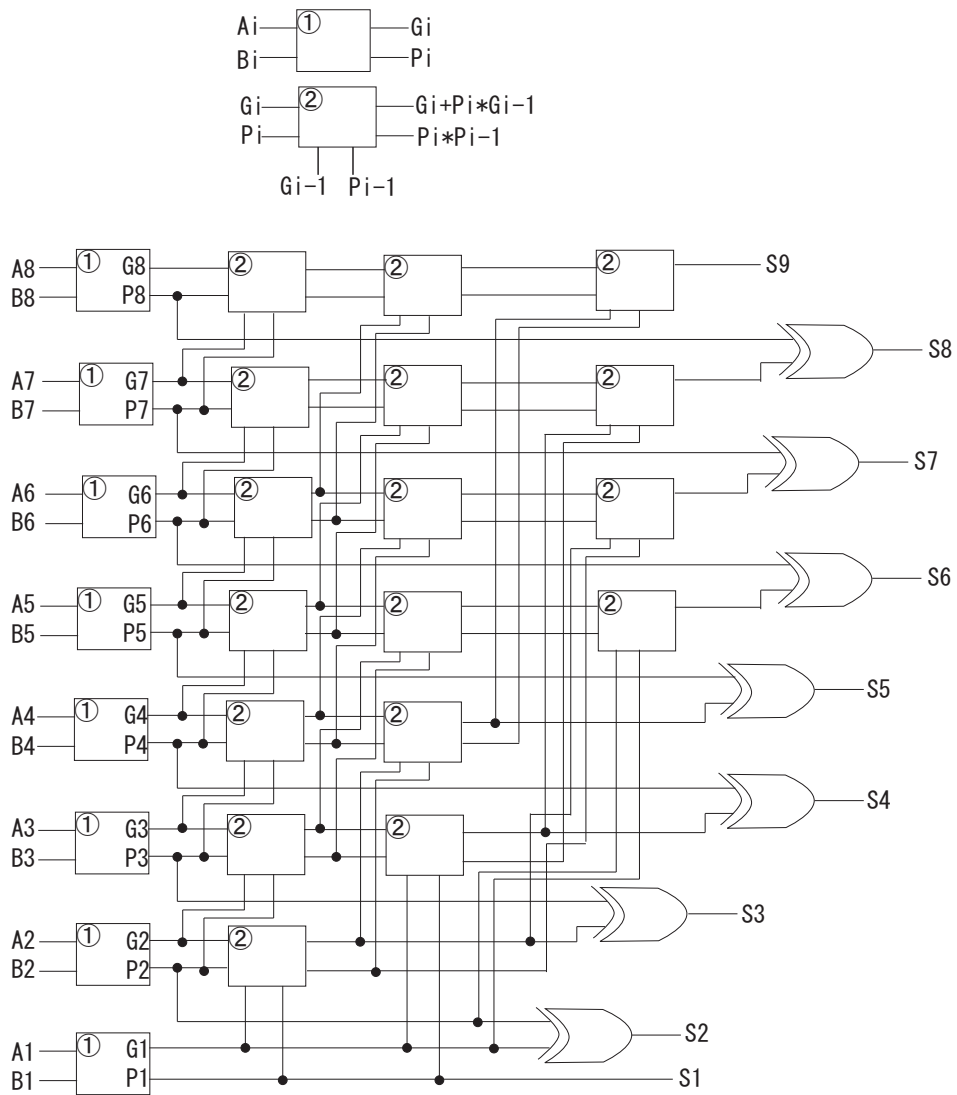 Ai ① Gi
Bi Pi
Gi ② Gi+Pi*Gi-1
Pi Pi*Pi-1
Gi-1 Pi-1
A8 ① G8 ② ② ② S9
B8 P8
S8
A7 ① G7 ② ② ②
B7 P7
S7
A6 ① G6 ② ② ②
B6 P6
S6
A5 ① G5 ② ② ②
B5 P5
S5
A4 ① G4 ② ②
B4 P4
S4
A3 ① G3 ② ②
B3 P3
S3
A2 ① G2 ②
B2 P2
S2
A1 ① G1
B1 P1 S1